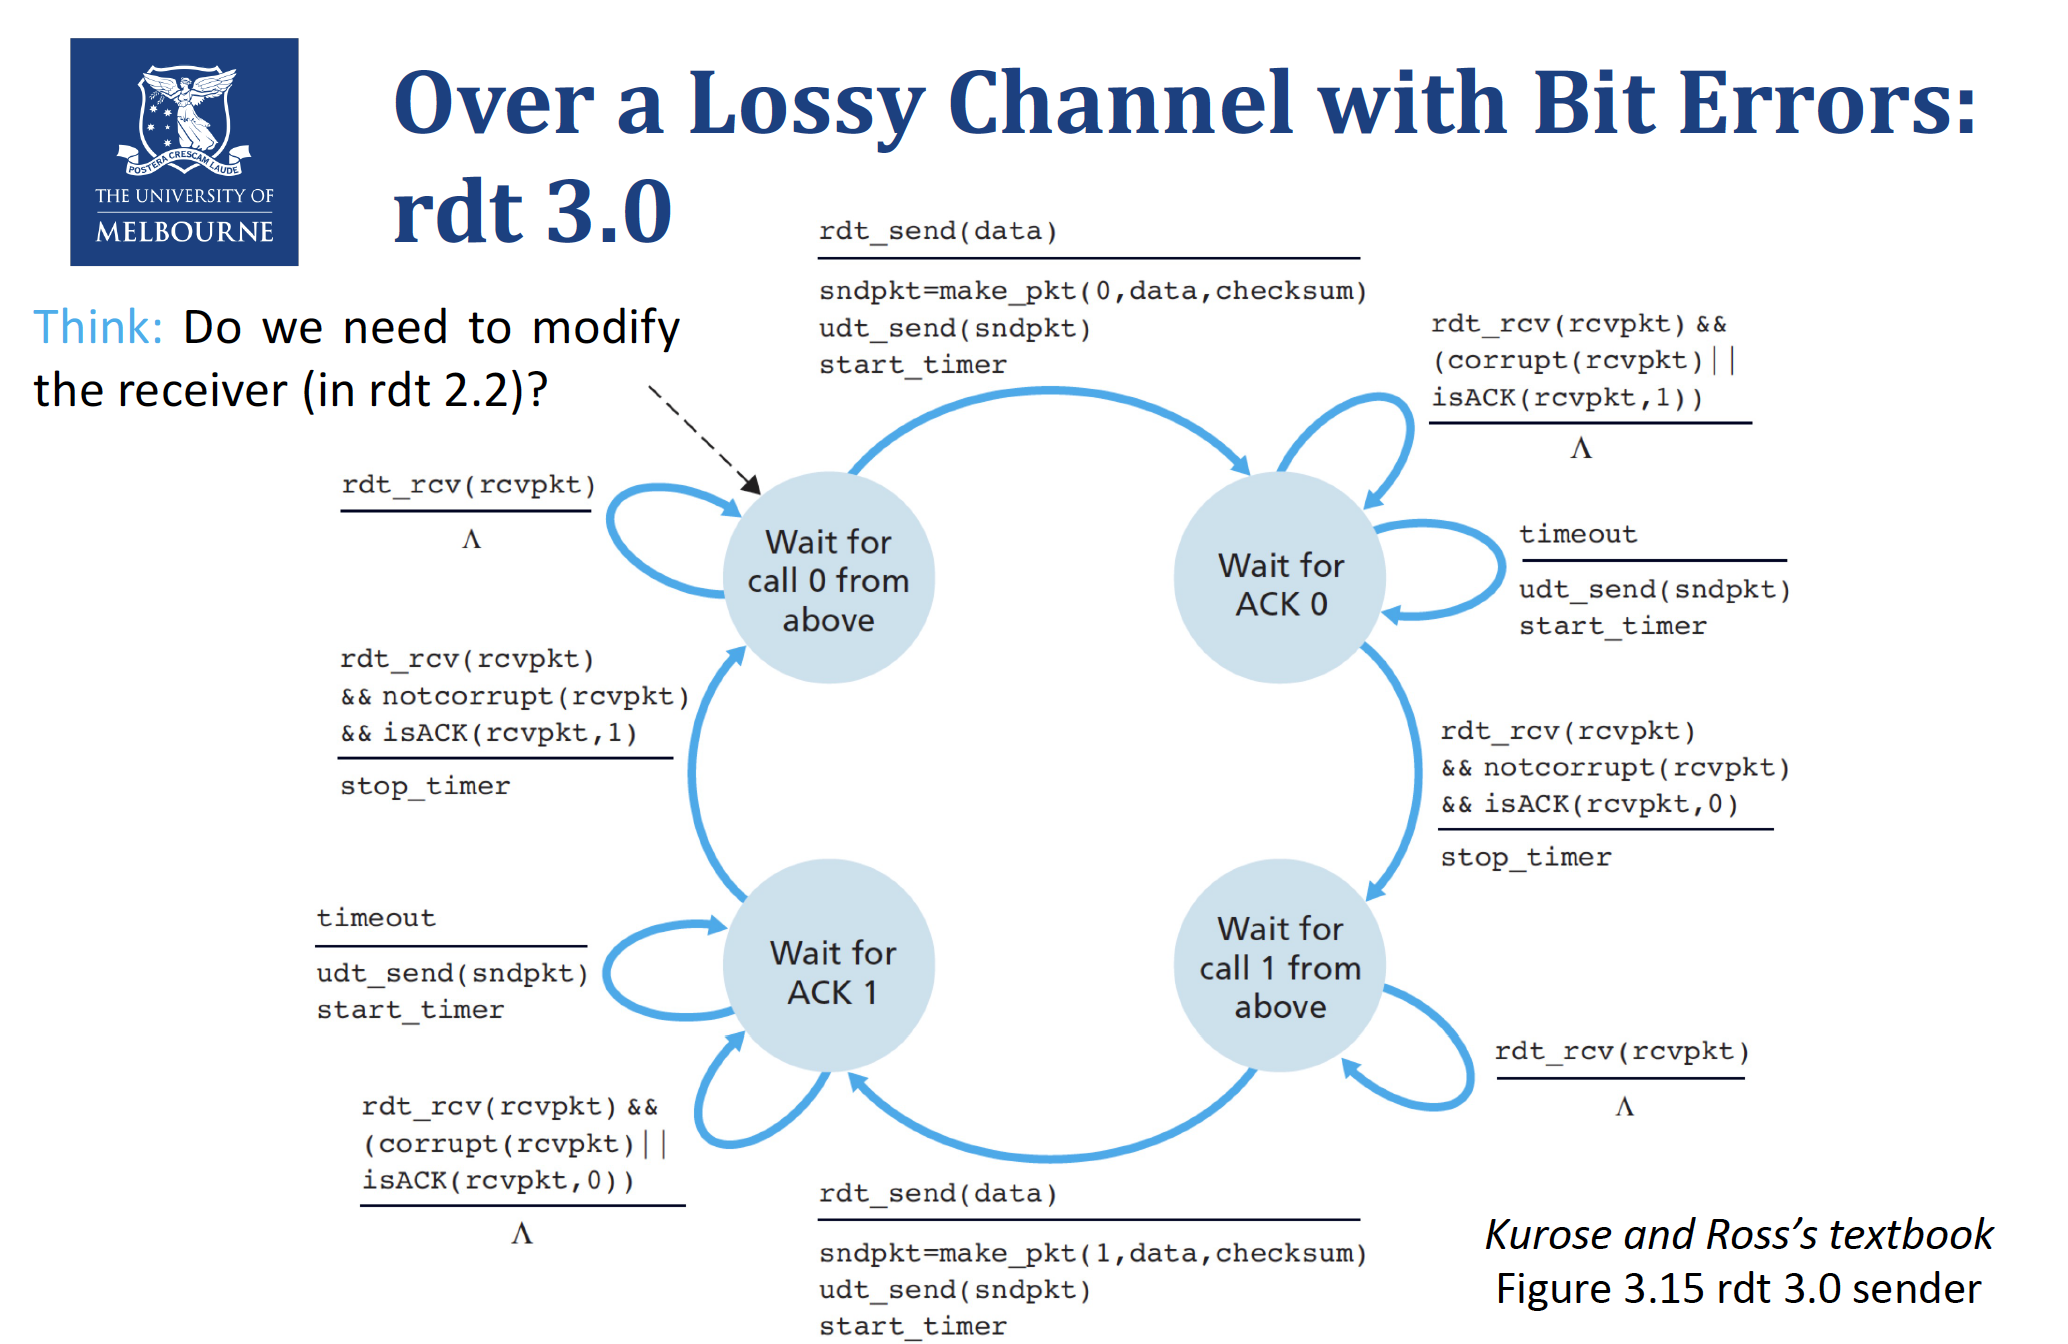 POSTERA CRESCAM LAUDE
THE UNIVERSITY OF
MELBOURNE
Over a Lossy Channel with Bit Errors:
rdt 3.0
Think: Do we need to modify
the receiver (in rdt 2.2)?
rdt_send(data)
sndpkt=make_pkt(0,data,checksum)
udt_send(sndpkt)
start_timer
rdt_rcv(rcvpkt) &&
(corrupt(rcvpkt)||
isACK(rcvpkt,1))
Λ
rdt_rcv(rcvpkt)
Λ
Wait for
call 0 from
above
Wait for
ACK 0
timeout
udt_send(sndpkt)
start_timer
rdt_rcv(rcvpkt)
&& notcorrupt(rcvpkt)
&& isACK(rcvpkt,1)
stop_timer
rdt_rcv(rcvpkt)
&& notcorrupt(rcvpkt)
&& isACK(rcvpkt,0)
stop_timer
timeout
udt_send(sndpkt)
start_timer
Wait for
ACK 1
Wait for
call 1 from
above
rdt_rcv(rcvpkt)
Λ
rdt_rcv(rcvpkt) &&
(corrupt(rcvpkt)||
isACK(rcvpkt,0))
Λ
rdt_send(data)
sndpkt=make_pkt(1,data,checksum)
udt_send(sndpkt)
start_timer
Kurose and Ross’s textbook
Figure 3.15 rdt 3.0 sender